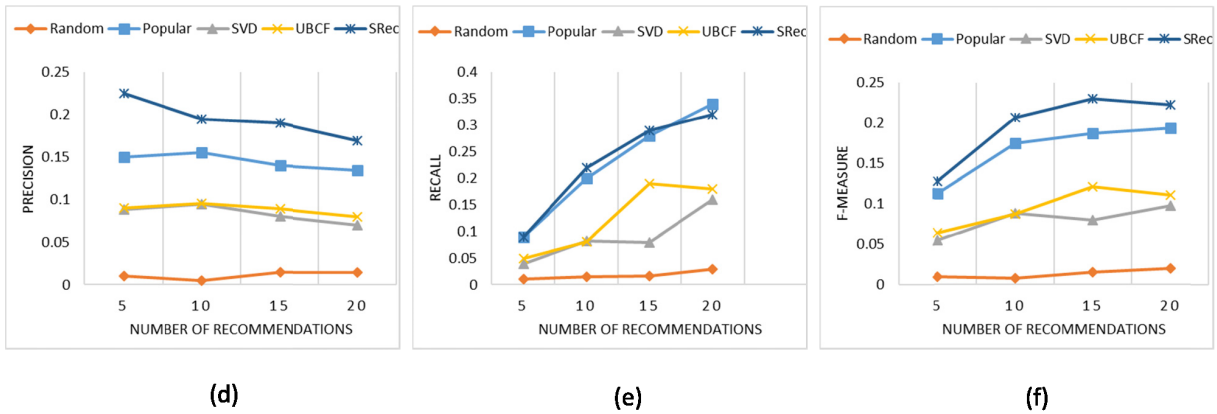 Random Popular SVD UBCF SRec
0.25
0.2
0.15
0.1
0.05
0
PRECISION
5 10 15 20
NUMBER OF RECOMMENDATIONS
(d)
Random Popular SVD UBCF SRec
0.4
0.35
0.3
0.25
0.2
0.15
0.1
0.05
0
RECALL
5 10 15 20
NUMBER OF RECOMMENDATIONS
(e)
Random Popular SVD UBCF SRec
0.25
0.2
0.15
0.1
0.05
0
F-MEASURE
5 10 15 20
NUMBER OF RECOMMENDATIONS
(f)